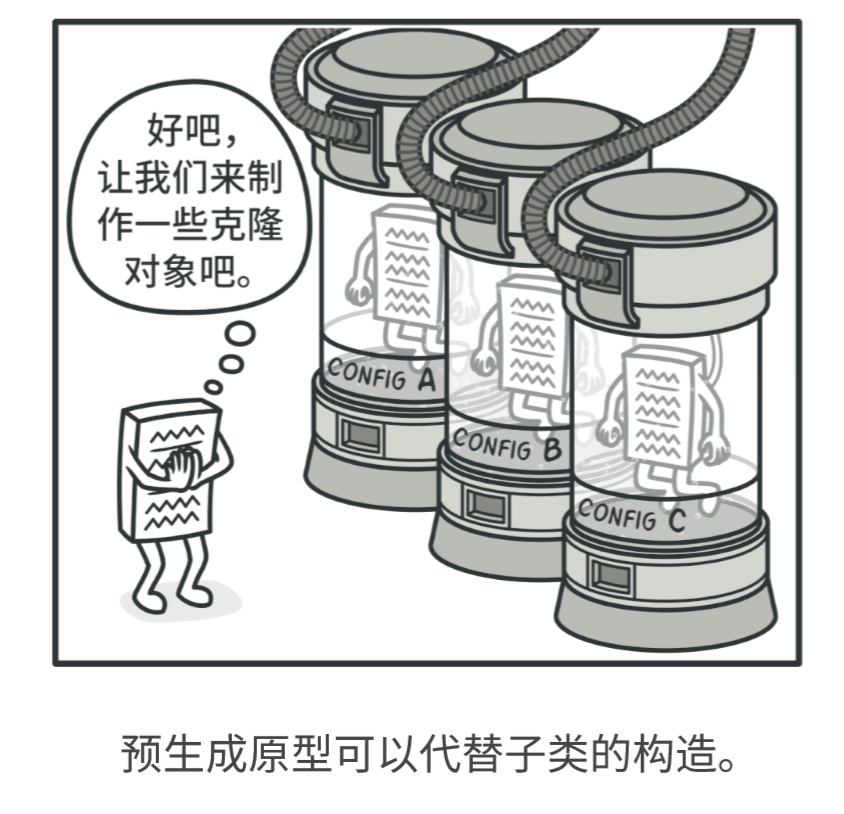 好吧，
让我们来制
作一些克隆
对象吧。
CONFIG A
CONFIG B
CONFIG C
预生成原型可以代替子类的构造。